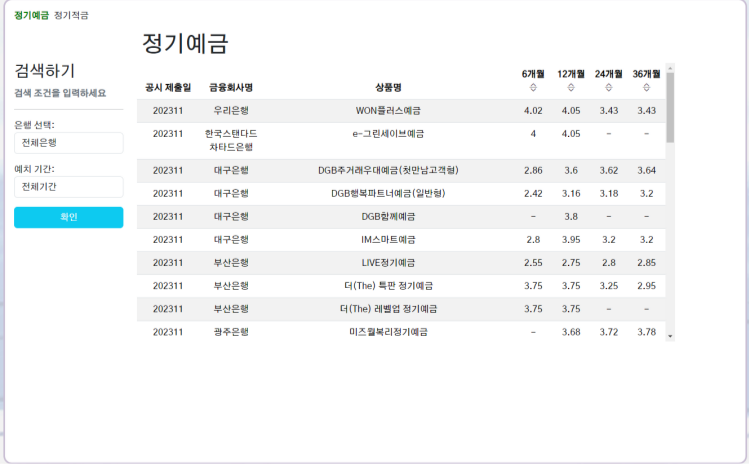 정기예금 정기적금
정기예금
검색하기
검색 조건을 입력하세요
은행 선택:
전체은행
예치 기간:
전체기간
확인
공시 제출일 금융회사명 상품명 6개월 12개월 24개월 36개월
202311 우리은행 WON플러스예금 4.02 4.05 3.43 3.43
202311 한국스탠다드 e-그린세이브예금 4 4.05 - -
차타드은행
202311 대구은행 DGB주거래우대예금(첫만남고객형) 2.86 3.6 3.62 3.64
202311 대구은행 DGB행복파트너예금(일반형) 2.42 3.16 3.18 3.2
202311 대구은행 DGB함께예금 - 3.8 - -
202311 대구은행 IM스마트예금 2.8 3.95 3.2 3.2
202311 부산은행 LIVE정기예금 2.55 2.75 2.8 2.85
202311 부산은행 더(The) 특판 정기예금 3.75 3.75 3.25 2.95
202311 부산은행 더(The) 레벨업 정기예금 3.75 3.75 - -
202311 광주은행 미즈월복리정기예금 - 3.68 3.72 3.78